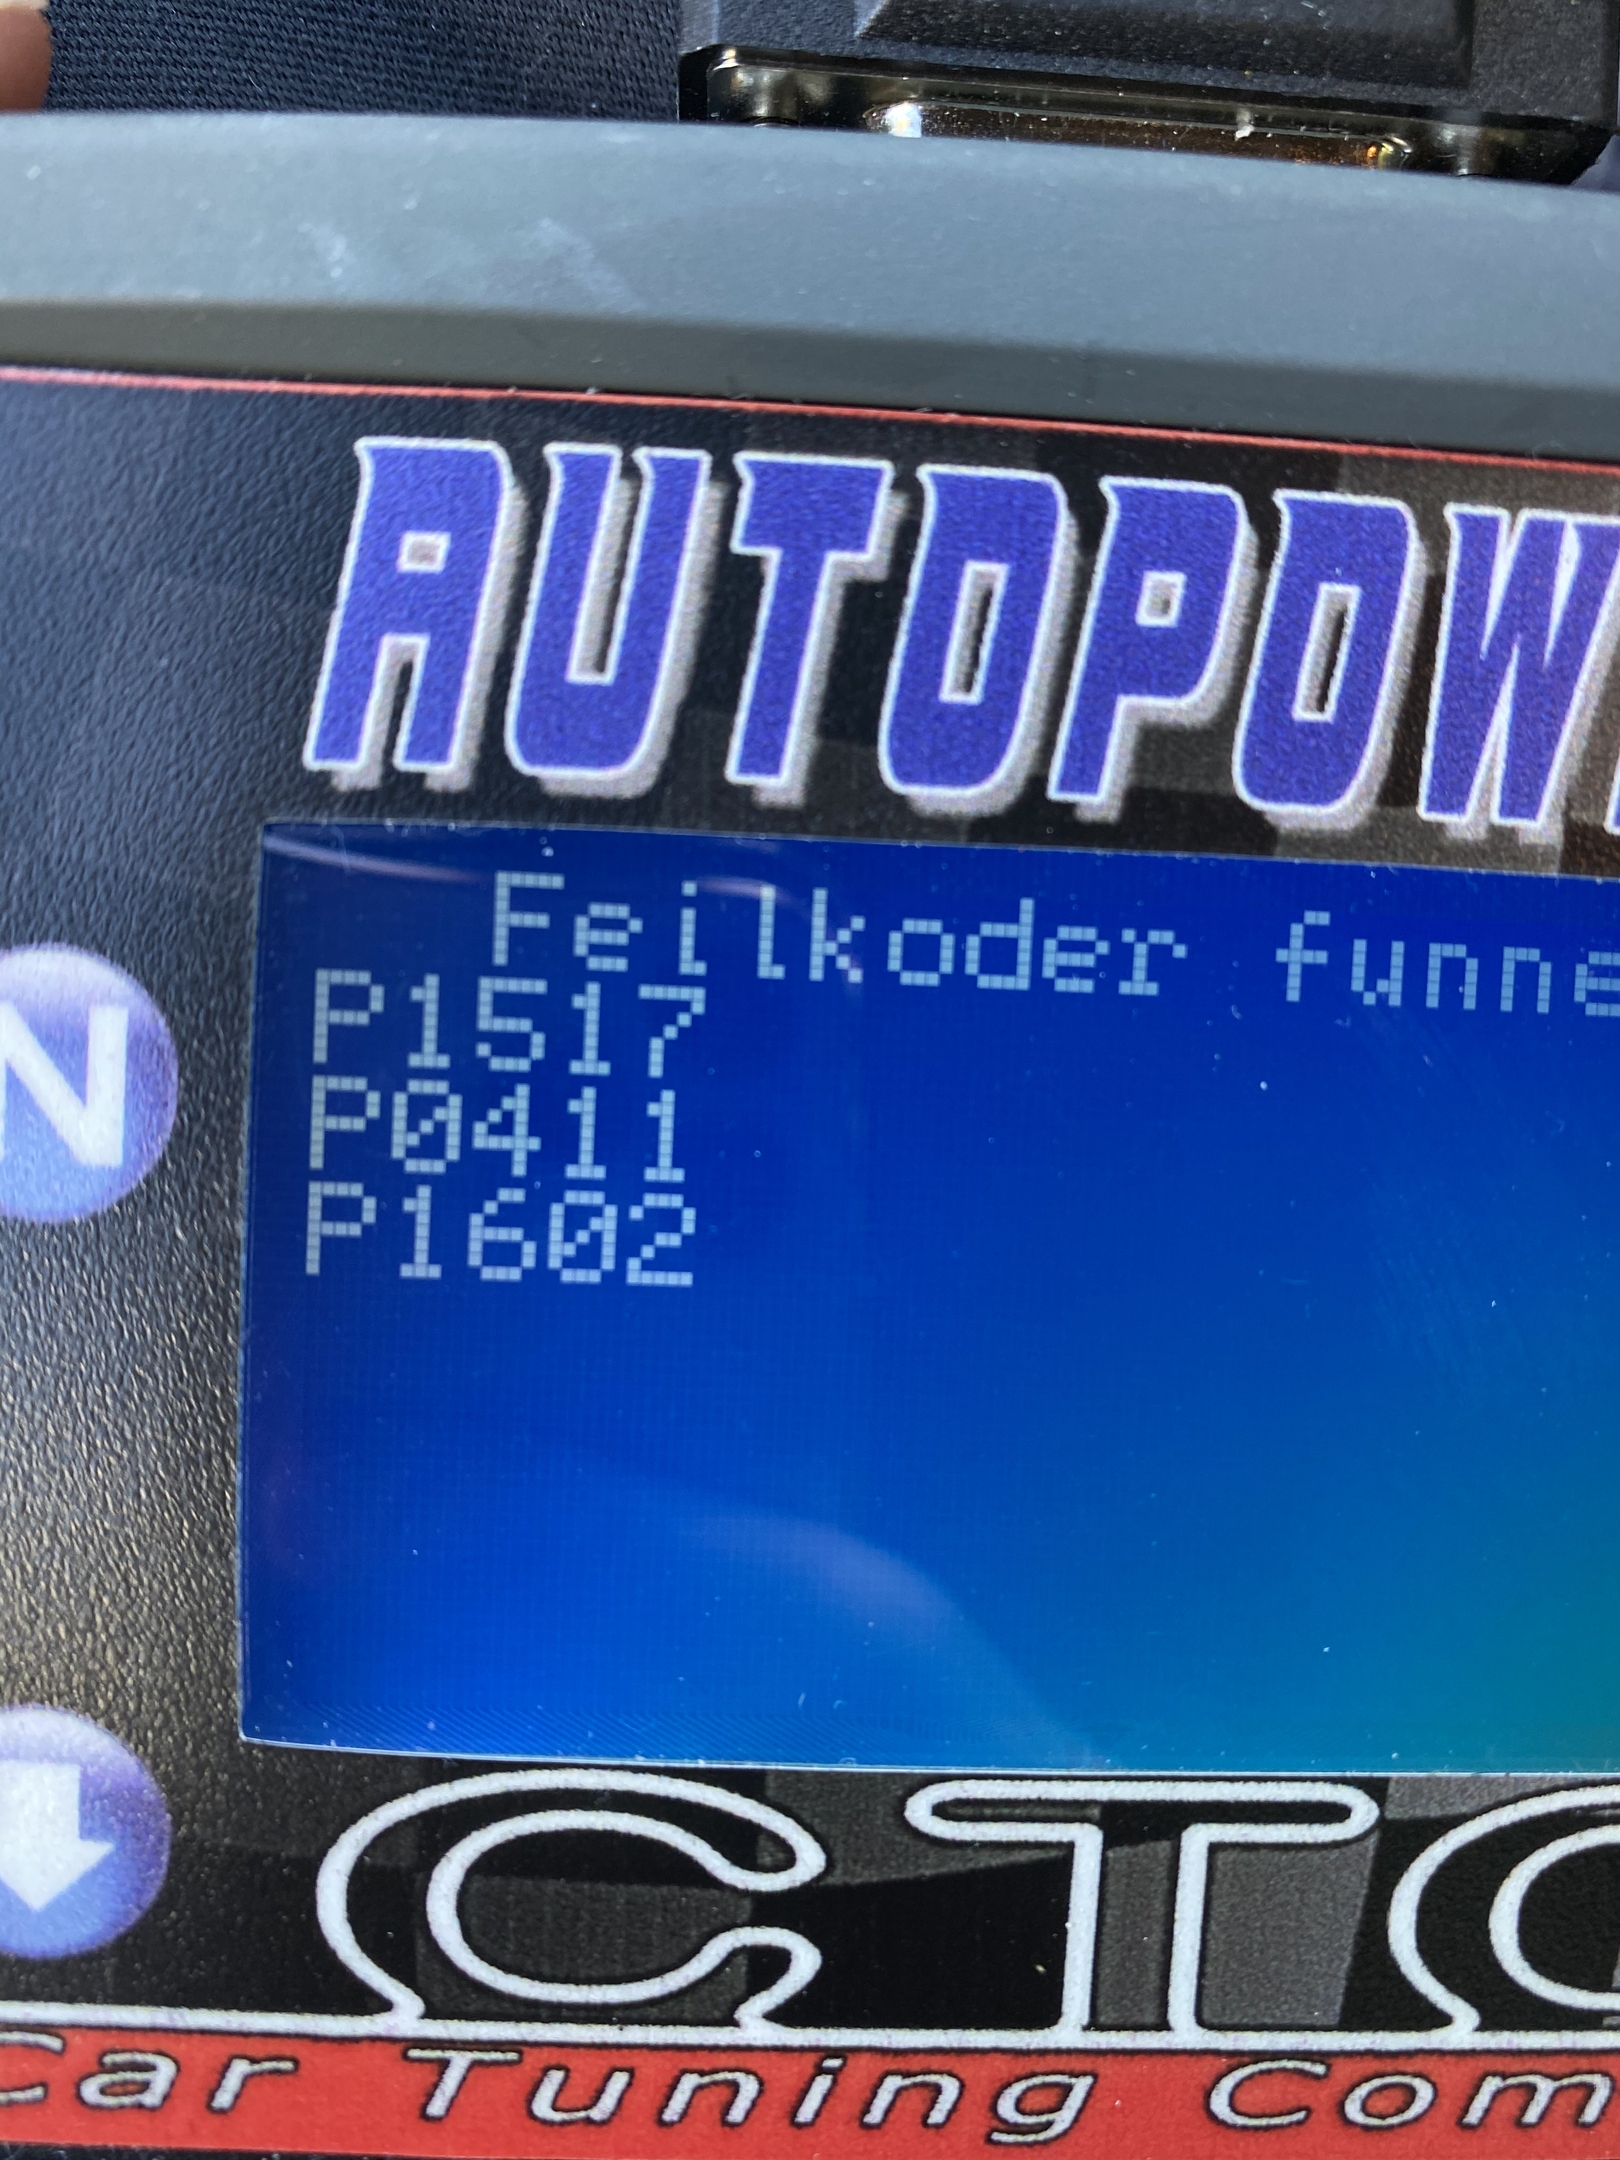 AUTOPOW
Feilkoder funne
P1517
P0411
P1602
N
CTC
Car Tuning Com